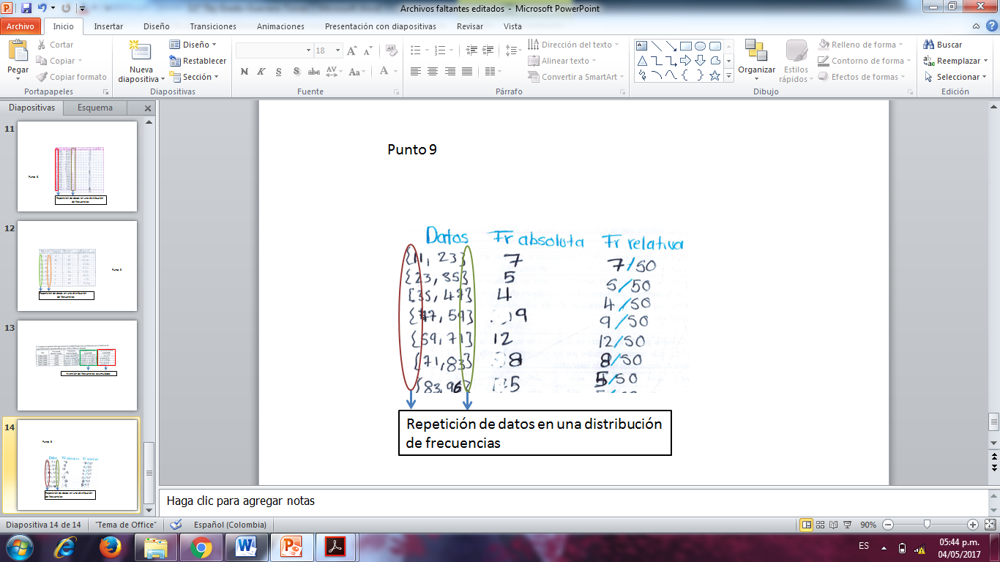 Archivos faltantes editados - Microsoft PowerPoint
Archivo Inicio Insertar Diseño Transiciones Animaciones Presentación con diapositivas Revisar Vista
Pegar
Cortar
Copiar
Copiar formato
Portapapeles
Nueva diapositiva
Diseño
Restablecer
Sección
Diapositivas
18
N K S S abc AV Aa A
Fuente
Dirección del texto
Alinear texto
Convertir a SmartArt
Párrafo
Organizar
Estilos rápidos
Relleno de forma
Contorno de forma
Efectos de formas
Dibujo
Buscar
Reemplazar
Seleccionar
Edición
Diapositivas Esquema
11
Punto 8
Repetición de datos en una distribución de frecuencias
12
Repetición de datos en una distribución de frecuencias
13
Inversión de frecuencias acumuladas
14
Repetición de datos en una distribución de frecuencias
Punto 9
Datos Fr absoluta Fr relativa
{11, 23} 7 7/50
{23, 35} 5 5/50
[35, 47} 4 4/50
{47, 59} 9 9/50
{59, 71} 12 12/50
{71, 83} 8 8/50
{83, 96} 5 5/50
Repetición de datos en una distribución
de frecuencias
Haga clic para agregar notas
Diapositiva 14 de 14 "Tema de Office" Español (Colombia) 90%
ES 05:44 p.m.
04/05/2017